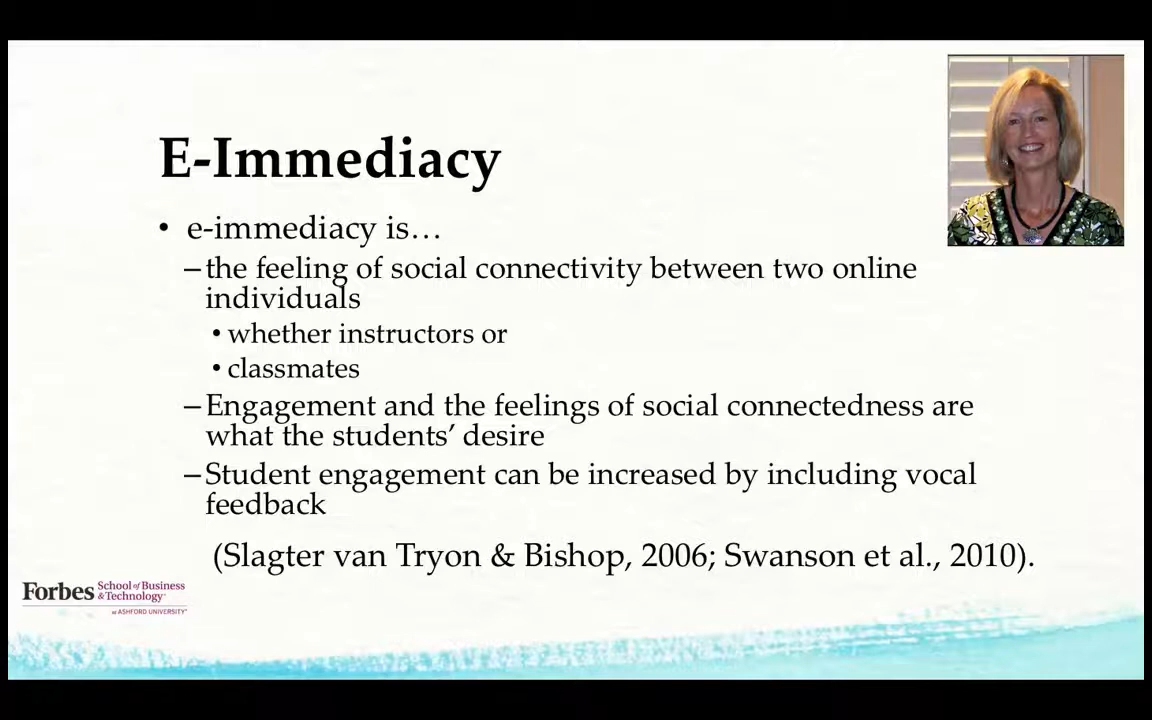 E-Immediacy
• e-immediacy is…
–the feeling of social connectivity between two online
individuals
• whether instructors or
• classmates
–Engagement and the feelings of social connectedness are
what the students’ desire
–Student engagement can be increased by including vocal
feedback
(Slagter van Tryon & Bishop, 2006; Swanson et al., 2010).
Forbes School of Business
& Technology
at ASHFORD UNIVERSITY